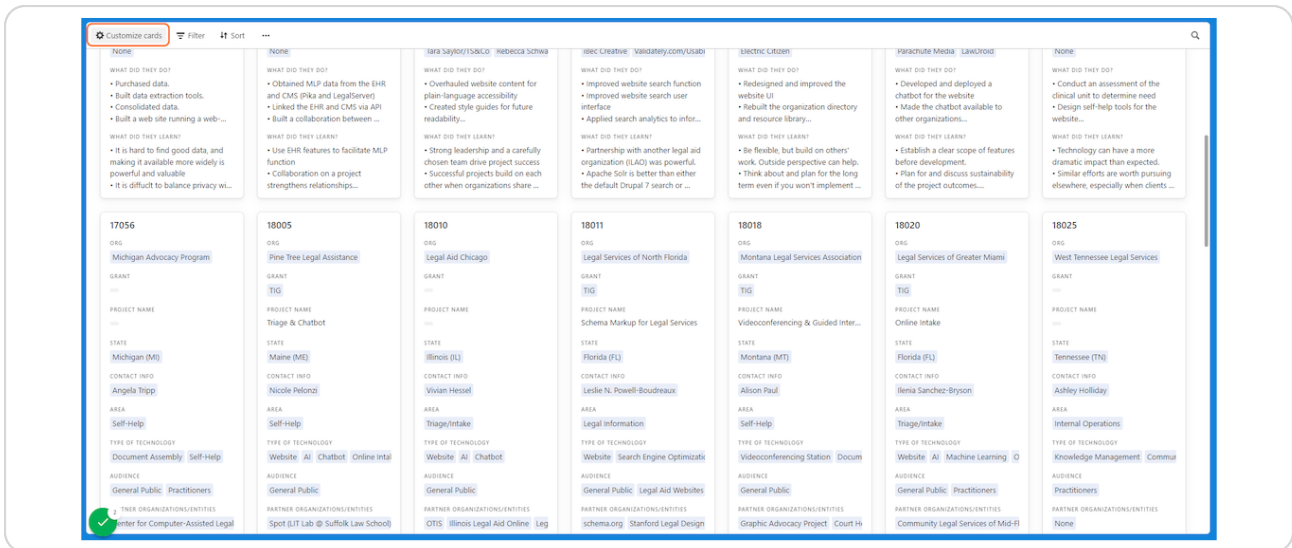 Customize cards Filter Sort ...
None
WHAT DID THEY DO?
• Purchased data.
• Built data extraction tools.
• Consolidated data.
• Built a web site running a web-...
WHAT DID THEY LEARN?
• It is hard to find good data, and
making it available more widely is
powerful and valuable
• It is diffuclt to balance privacy wi...
None
WHAT DID THEY DO?
• Obtained MLP data from the EHR
and CMS (Pika and LegalServer)
• Linked the EHR and CMS via API
• Built a collaboration between ...
WHAT DID THEY LEARN?
• Use EHR features to facilitate MLP
function
• Collaboration on a project
strengthens relationships...
Tara Saylor/TS&Co Rebecca Schwa
WHAT DID THEY DO?
• Overhauled website content for
plain-language accessibility
• Created style guides for future
readability...
WHAT DID THEY LEARN?
• Strong leadership and a carefully
chosen team drive project success
• Successful projects build on each
other when organizations share ...
Ibec Creative Validately.com/Usabi
WHAT DID THEY DO?
• Improved website search function
• Improved website search user
interface
• Applied search analytics to infor...
WHAT DID THEY LEARN?
• Partnership with another legal aid
organization (ILAO) was powerful.
• Apache Solr is better than either
the default Drupal 7 search or ...
Electric Citizen
WHAT DID THEY DO?
• Redesigned and improved the
website UI
• Rebuilt the organization directory
and resource library...
WHAT DID THEY LEARN?
• Be flexible, but build on others'
work. Outside perspective can help.
• Think about and plan for the long
term even if you won't implement ...
Parachute Media LawDroid
WHAT DID THEY DO?
• Developed and deployed a
chatbot for the website
• Made the chatbot available to
other organizations...
WHAT DID THEY LEARN?
• Establish a clear scope of features
before development.
• Plan for and discuss sustainability
of the project outcomes....
None
WHAT DID THEY DO?
• Conduct an assessment of the
clinical unit to determine need
• Design self-help tools for the
website...
WHAT DID THEY LEARN?
• Technology can have a more
dramatic impact than expected.
• Similar efforts are worth pursuing
elsewhere, especially when clients ...
17056
ORG
Michigan Advocacy Program
GRANT
PROJECT NAME
STATE
Michigan (MI)
CONTACT INFO
Angela Tripp
AREA
Self-Help
TYPE OF TECHNOLOGY
Document Assembly Self-Help
AUDIENCE
General Public Practitioners
TNER ORGANIZATIONS/ENTITIES
enter for Computer-Assisted Legal
2
18005
ORG
Pine Tree Legal Assistance
GRANT
TIG
PROJECT NAME
Triage & Chatbot
STATE
Maine (ME)
CONTACT INFO
Nicole Pelonzi
AREA
Self-Help
TYPE OF TECHNOLOGY
Website AI Chatbot Online Intal
AUDIENCE
General Public
PARTNER ORGANIZATIONS/ENTITIES
Spot (LIT Lab @ Suffolk Law School)
18010
ORG
Legal Aid Chicago
GRANT
PROJECT NAME
STATE
Illinois (IL)
CONTACT INFO
Vivian Hessel
AREA
Triage/Intake
TYPE OF TECHNOLOGY
Website AI Chatbot
AUDIENCE
General Public
PARTNER ORGANIZATIONS/ENTITIES
OTIS Illinois Legal Aid Online Leg
18011
ORG
Legal Services of North Florida
GRANT
TIG
PROJECT NAME
Schema Markup for Legal Services
STATE
Florida (FL)
CONTACT INFO
Leslie N. Powell-Boudreaux
AREA
Legal Information
TYPE OF TECHNOLOGY
Website Search Engine Optimizatic
AUDIENCE
General Public Legal Aid Websites
PARTNER ORGANIZATIONS/ENTITIES
schema.org Stanford Legal Design
18018
ORG
Montana Legal Services Association
GRANT
TIG
PROJECT NAME
Videoconferencing & Guided Inter...
STATE
Montana (MT)
CONTACT INFO
Alison Paul
AREA
Self-Help
TYPE OF TECHNOLOGY
Videoconferencing Station Docum
AUDIENCE
General Public
PARTNER ORGANIZATIONS/ENTITIES
Graphic Advocacy Project Court H
18020
ORG
Legal Services of Greater Miami
GRANT
TIG
PROJECT NAME
Online Intake
STATE
Florida (FL)
CONTACT INFO
Ilenia Sanchez-Bryson
AREA
Triage/Intake
TYPE OF TECHNOLOGY
Website AI Machine Learning O
AUDIENCE
General Public Practitioners
PARTNER ORGANIZATIONS/ENTITIES
Community Legal Services of Mid-Fl
18025
ORG
West Tennessee Legal Services
GRANT
PROJECT NAME
STATE
Tennessee (TN)
CONTACT INFO
Ashley Holliday
AREA
Internal Operations
TYPE OF TECHNOLOGY
Knowledge Management Commur
AUDIENCE
Practitioners
PARTNER ORGANIZATIONS/ENTITIES
None